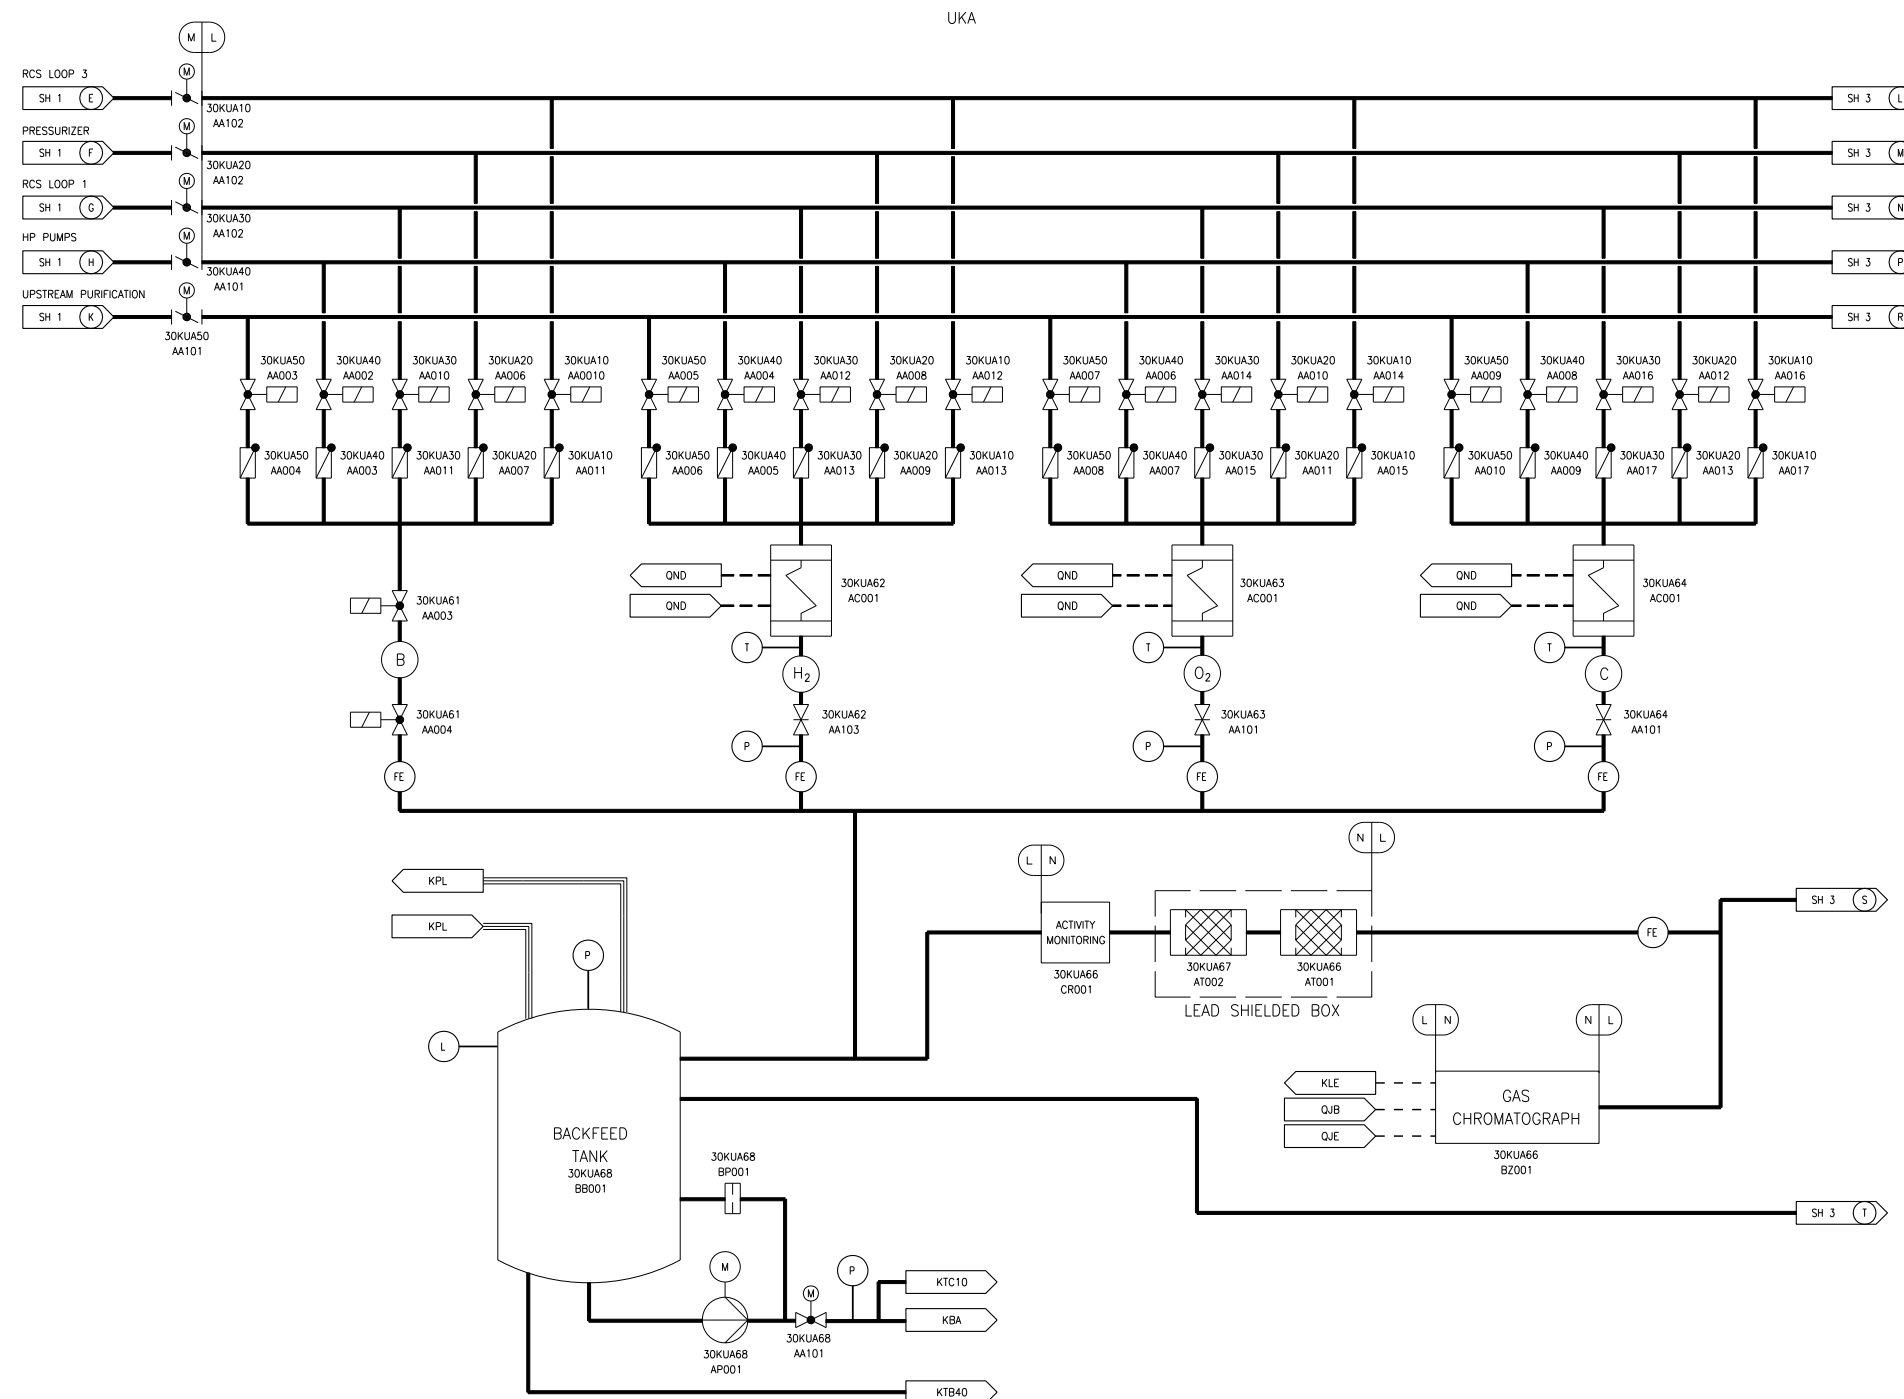 UKA
M L
RCS LOOP 3
M
SH 1 E
30KUA10
AA102
SH 3 L
PRESSURIZER
M
SH 1 F
30KUA20
AA102
SH 3 M
RCS LOOP 1
M
SH 1 G
30KUA30
AA102
SH 3 N
HP PUMPS
M
SH 1 H
30KUA40
AA101
SH 3 P
UPSTREAM PURIFICATION
M
SH 1 K
30KUA50
AA101
SH 3 R
30KUA50 30KUA40 30KUA30 30KUA20 30KUA10 30KUA50 30KUA40 30KUA30 30KUA20 30KUA10 30KUA50 30KUA40 30KUA30 30KUA20 30KUA10 30KUA50 30KUA40 30KUA30 30KUA20 30KUA10
AA003 AA002 AA010 AA006 AA0010 AA005 AA004 AA012 AA008 AA012 AA007 AA006 AA014 AA010 AA014 AA009 AA008 AA016 AA012 AA016
30KUA50 30KUA40 30KUA30 30KUA20 30KUA10 30KUA50 30KUA40 30KUA30 30KUA20 30KUA10 30KUA50 30KUA40 30KUA30 30KUA20 30KUA10 30KUA50 30KUA40 30KUA30 30KUA20 30KUA10
AA004 AA003 AA011 AA007 AA011 AA006 AA005 AA013 AA009 AA013 AA008 AA007 AA015 AA011 AA015 AA010 AA009 AA017 AA013 AA017
QND QND QND
30KUA62 30KUA63 30KUA64
AC001 AC001 AC001
QND QND QND
30KUA61
AA003
T T T
B H2 O2 C
30KUA61 30KUA62 30KUA63 30KUA64
AA004 AA103 AA101 AA101
P P P
FE FE FE FE
N L
L N
KPL
KPL
SH 3 S
ACTIVITY
MONITORING
FE
30KUA66
CR001
30KUA67
AT002
30KUA66
AT001
LEAD SHIELDED BOX
P
L
L N
N L
KLE
QJB
QJE
GAS
CHROMATOGRAPH
30KUA66
BZ001
BACKFEED
TANK
30KUA68
BB001
30KUA68
BP001
SH 3 T
M
P
M
KTC10
KBA
30KUA68
AA101
30KUA68
AP001
KTB40